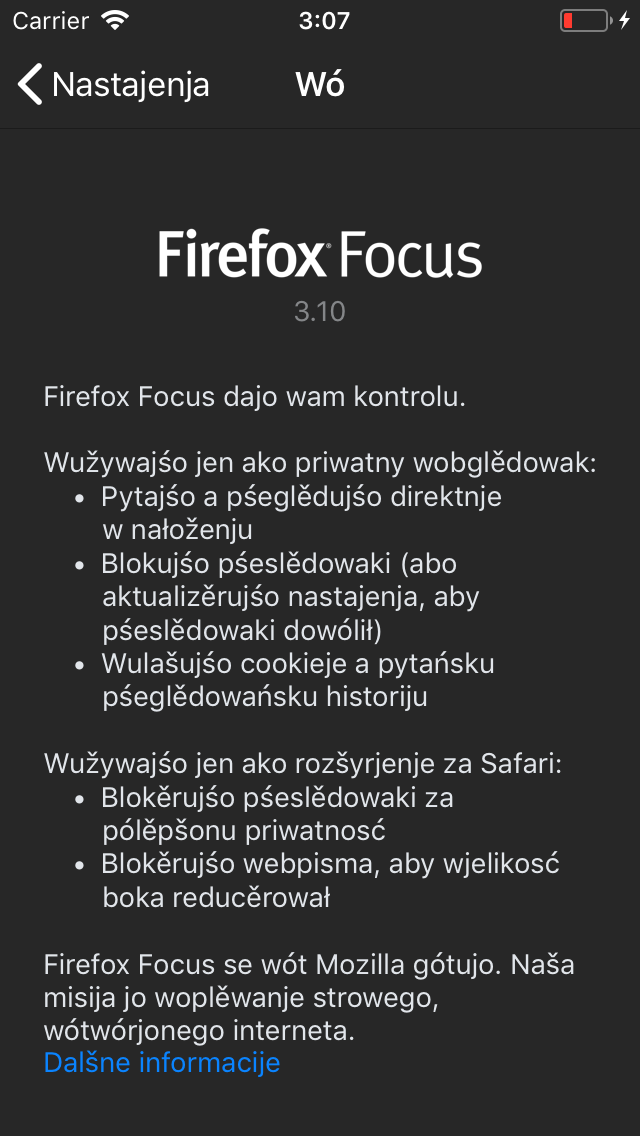 Carrier 3:07
Nastajenja Wó
Firefox Focus
3.10
Firefox Focus dajo wam kontrolu.
Wužywajśo jen ako priwatny wobglědowak:
• Pytajśo a pśeglědujśo direktnje
w nałoženju
• Blokujśo pśeslědowaki (abo
aktualizěrujśo nastajenja, aby
pśeslědowaki dowólił)
• Wulašujśo cookieje a pytańsku
pśeglědowańsku historiju
Wužywajśo jen ako rozšyrjenje za Safari:
• Blokěrujśo pśeslědowaki za
pólěpšonu priwatnosć
• Blokěrujśo webpisma, aby wjelikosć
boka reducěrował
Firefox Focus se wót Mozilla gótujo. Naša
misija jo woplěwanje strowego,
wótwórjonego interneta.
Dalšne informacije